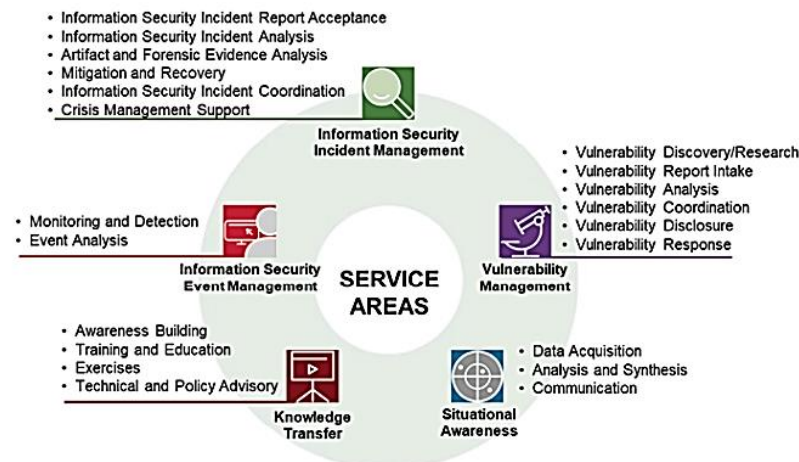 • Information Security Incident Report Acceptance
• Information Security Incident Analysis
• Artifact and Forensic Evidence Analysis
• Mitigation and Recovery
• Information Security Incident Coordination
• Crisis Management Support
Information Security
Incident Management
• Vulnerability Discovery/Research
• Vulnerability Report Intake
• Vulnerability Analysis
• Vulnerability Coordination
• Vulnerability Disclosure
• Vulnerability Response
Vulnerability
Management
• Monitoring and Detection
• Event Analysis
Information Security
Event Management
SERVICE
AREAS
• Awareness Building
• Training and Education
• Exercises
• Technical and Policy Advisory
Knowledge
Transfer
• Data Acquisition
• Analysis and Synthesis
• Communication
Situational
Awareness